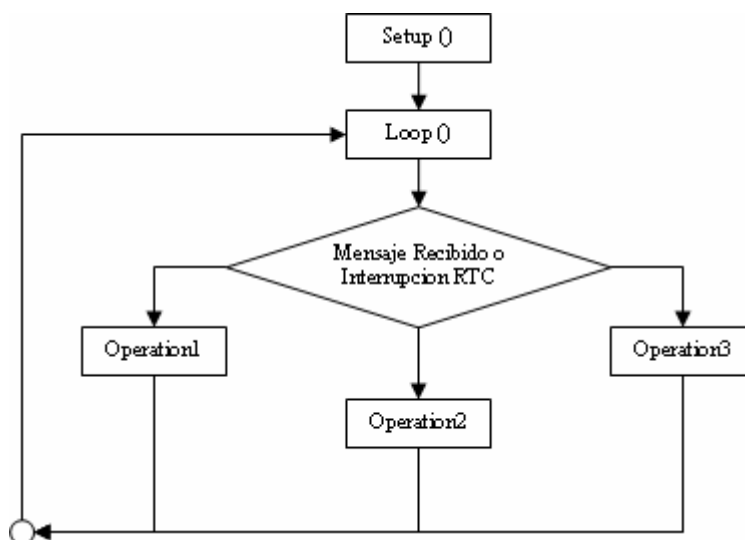 Setup ()
Loop ()
Mensaje Recibido o
Interrupcion RTC
Operation1
Operation3
Operation2